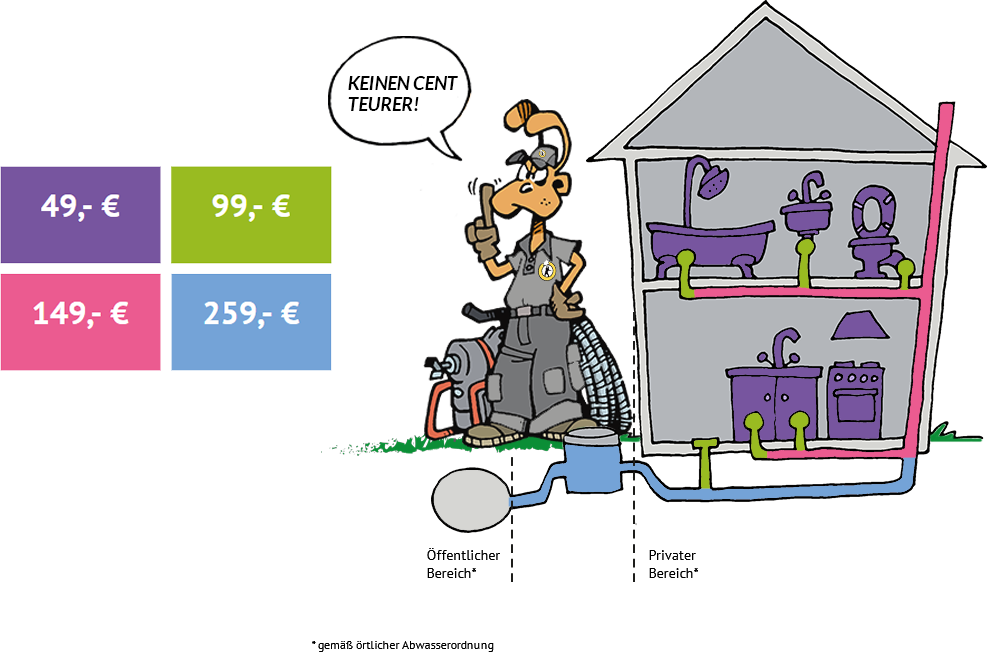 KEINEN CENT
TEURER!
49,- €
99,- €
149,- €
259,- €
Öffentlicher
Bereich*
Privater
Bereich*
* gemäß örtlicher Abwasserordnung